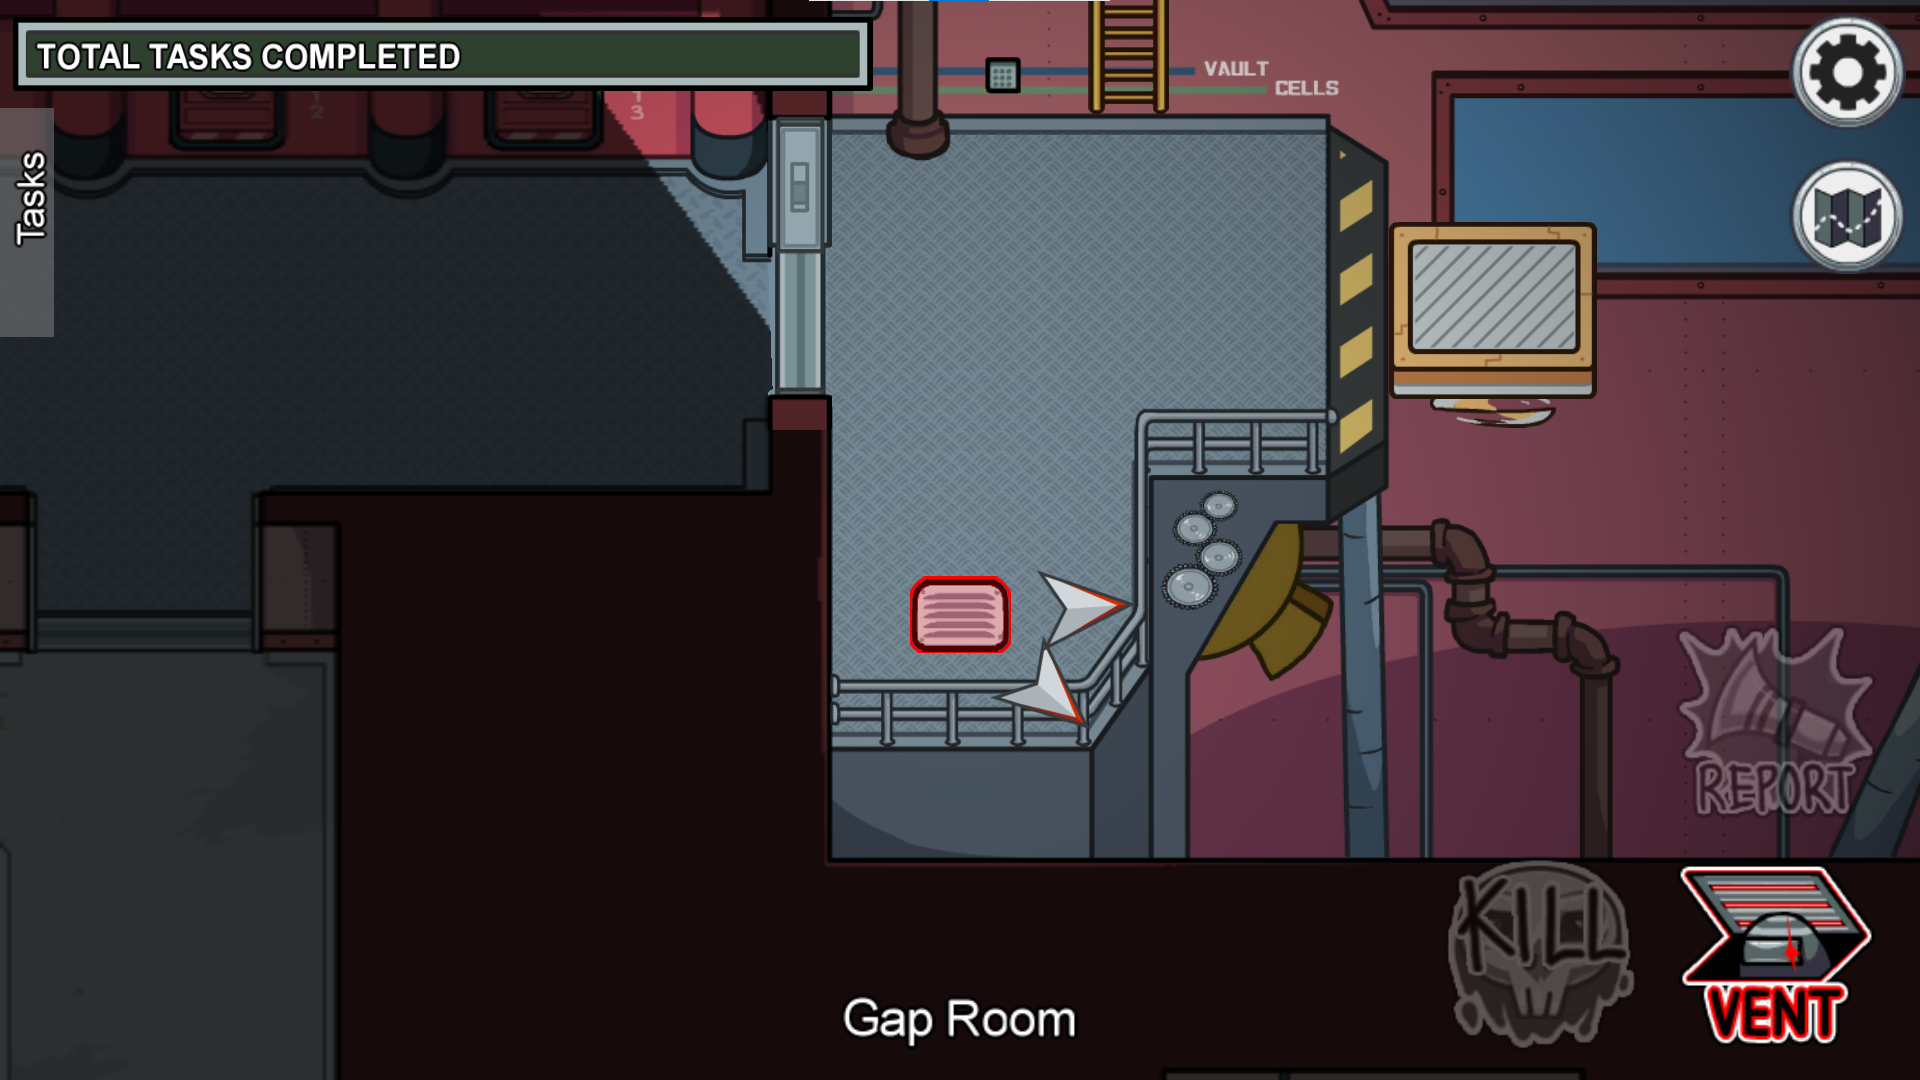 TOTAL TASKS COMPLETED
VAULT
CELLS
Tasks
REPORT
KILL
VENT
Gap Room